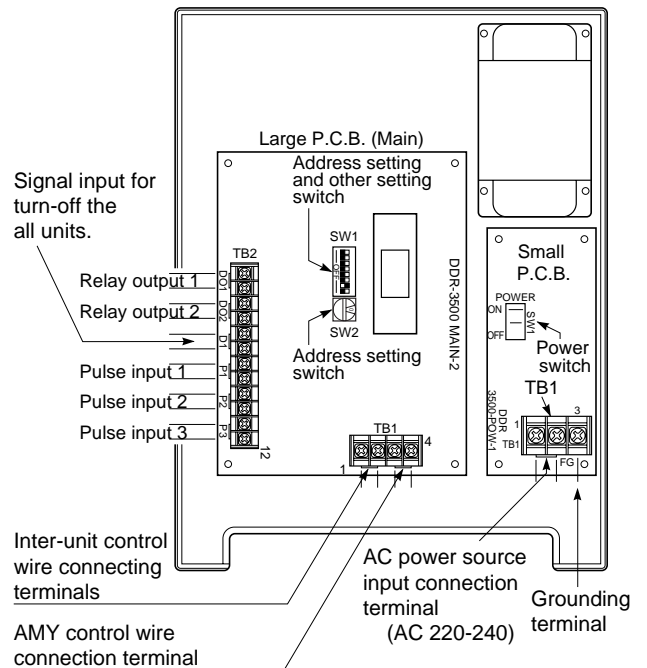 Large P.C.B. (Main)
Address setting
and other setting
switch
Signal input for
turn-off the
all units.
SW1
OFF
TB2
DO1
DO2
D1
P1
P2
P3
12
Relay output 1
Relay output 2
Pulse input 1
Pulse input 2
Pulse input 3
SW2
Address setting
switch
DDR-3500 MAIN-2
TB1
1
4
Small
P.C.B.
POWER
ON
OFF
SW1
Power
switch
TB1
DDR
3500-POW-1
1
3
TB1
FG
Inter-unit control
wire connecting
terminals
AMY control wire
connection terminal
AC power source
input connection
terminal
(AC 220-240)
Grounding
terminal